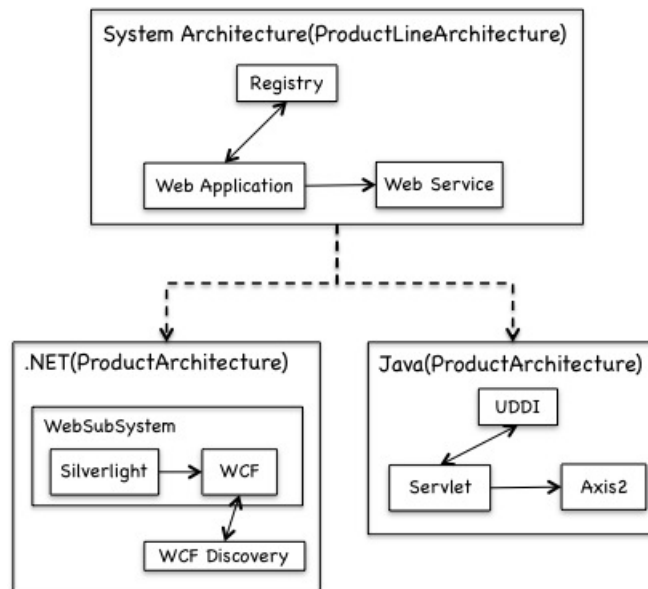 System Architecture(ProductLineArchitecture)
Registry
Web Application
Web Service
.NET(ProductArchitecture)
WebSubSystem
Silverlight
WCF
WCF Discovery
Java(ProductArchitecture)
UDDI
Servlet
Axis2